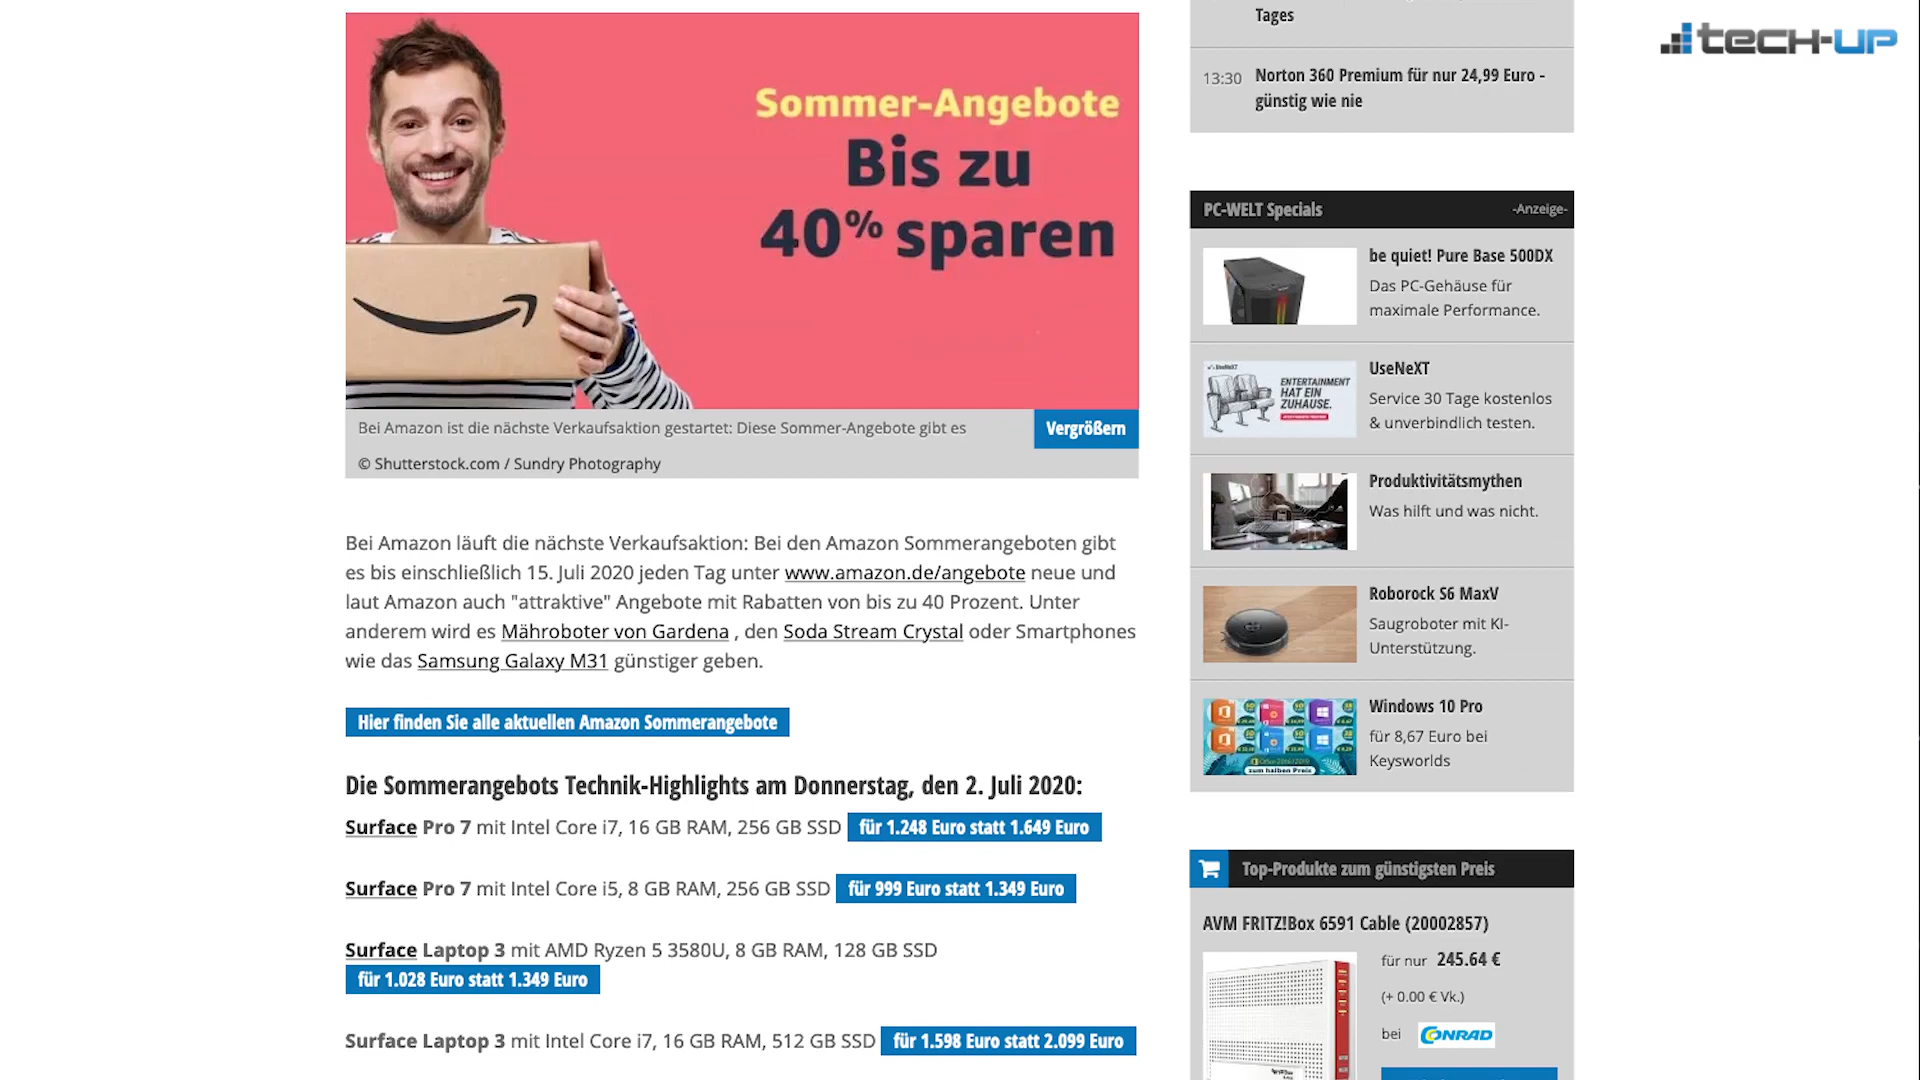 Tages
TECH-UP
13:30 Norton 360 Premium für nur 24,99 Euro -
günstig wie nie
Sommer-Angebote
Bis zu
40% sparen
Bei Amazon ist die nächste Verkaufsaktion gestartet: Diese Sommer-Angebote gibt es
Vergrößern
© Shutterstock.com / Sundry Photography
Bei Amazon läuft die nächste Verkaufsaktion: Bei den Amazon Sommerangeboten gibt
es bis einschließlich 15. Juli 2020 jeden Tag unter www.amazon.de/angebote neue und
laut Amazon auch "attraktive" Angebote mit Rabatten von bis zu 40 Prozent. Unter
anderem wird es Mähroboter von Gardena , den Soda Stream Crystal oder Smartphones
wie das Samsung Galaxy M31 günstiger geben.
Hier finden Sie alle aktuellen Amazon Sommerangebote
Die Sommerangebots Technik-Highlights am Donnerstag, den 2. Juli 2020:
Surface Pro 7 mit Intel Core i7, 16 GB RAM, 256 GB SSD für 1.248 Euro statt 1.649 Euro
Surface Pro 7 mit Intel Core i5, 8 GB RAM, 256 GB SSD für 999 Euro statt 1.349 Euro
Surface Laptop 3 mit AMD Ryzen 5 3580U, 8 GB RAM, 128 GB SSD
für 1.028 Euro statt 1.349 Euro
Surface Laptop 3 mit Intel Core i7, 16 GB RAM, 512 GB SSD für 1.598 Euro statt 2.099 Euro
PC-WELT Specials
-Anzeige-
be quiet! Pure Base 500DX
Das PC-Gehäuse für
maximale Performance.
UseNeXT
ENTERTAINMENT
HAT EIN
ZUHAUSE.
UseNeXT
Service 30 Tage kostenlos
& unverbindlich testen.
Produktivitätsmythen
Was hilft und was nicht.
Roborock S6 MaxV
Saugroboter mit KI-
Unterstützung.
zum halben Preis
Windows 10 Pro
für 8,67 Euro bei
Keysworlds
Top-Produkte zum günstigsten Preis
AVM FRITZ!Box 6591 Cable (20002857)
für nur 245.64 €
(+ 0.00 € Vk.)
bei CONRAD